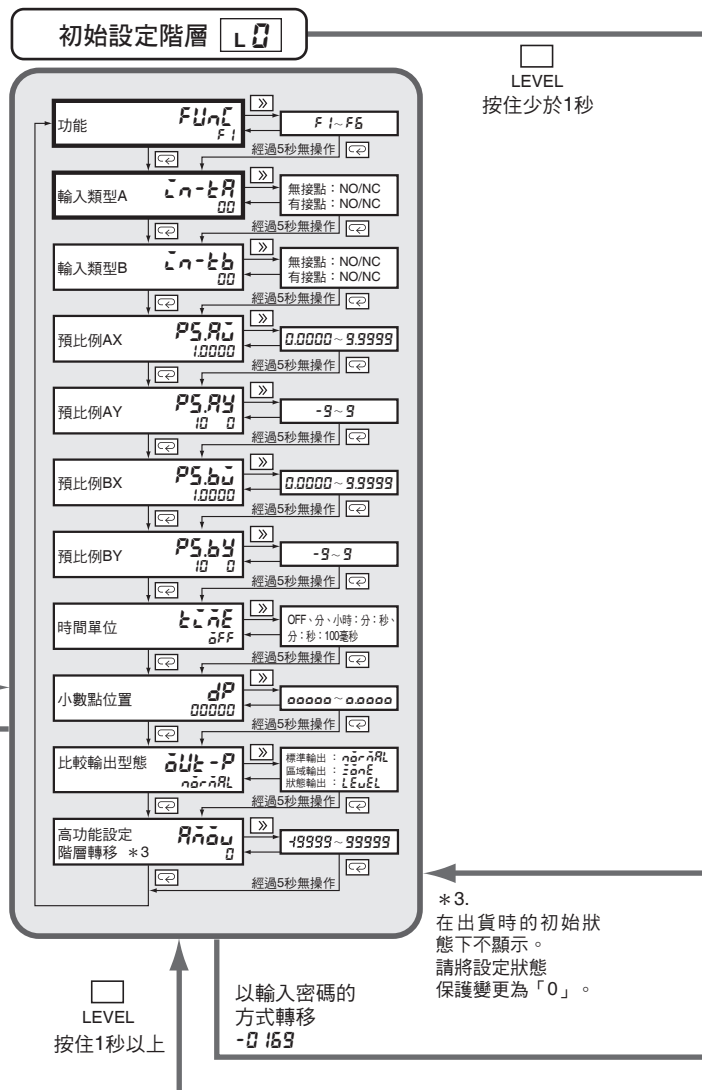 初始設定階層 L0
LEVEL
按住少於1秒
功能 FUnC
F1
F1~F6
經過5秒無操作
輸入類型A in-tA
00
無接點：NO/NC
有接點：NO/NC
經過5秒無操作
輸入類型B in-tb
00
無接點：NO/NC
有接點：NO/NC
經過5秒無操作
預比例AX PS.AX
1.0000
0.0000~9.9999
經過5秒無操作
預比例AY PS.AY
10 0
-9~9
經過5秒無操作
預比例BX PS.bX
1.0000
0.0000~9.9999
經過5秒無操作
預比例BY PS.bY
10 0
-9~9
經過5秒無操作
時間單位 timE
oFF
OFF、分、小時：分：秒、
分：秒：100毫秒
經過5秒無操作
小數點位置 dP
00000
00000~0.0000
經過5秒無操作
比較輸出型態 oUt-P
normAL
標準輸出：normAL
區域輸出：ZonE
狀態輸出：LEvEL
經過5秒無操作
高功能設定
階層轉移 ＊3
Amov
0
-19999~99999
經過5秒無操作
＊3.
在出貨時的初始狀
態下不顯示。
請將設定狀態
保護變更為「0」。
LEVEL
按住1秒以上
以輸入密碼的
方式轉移
-0169